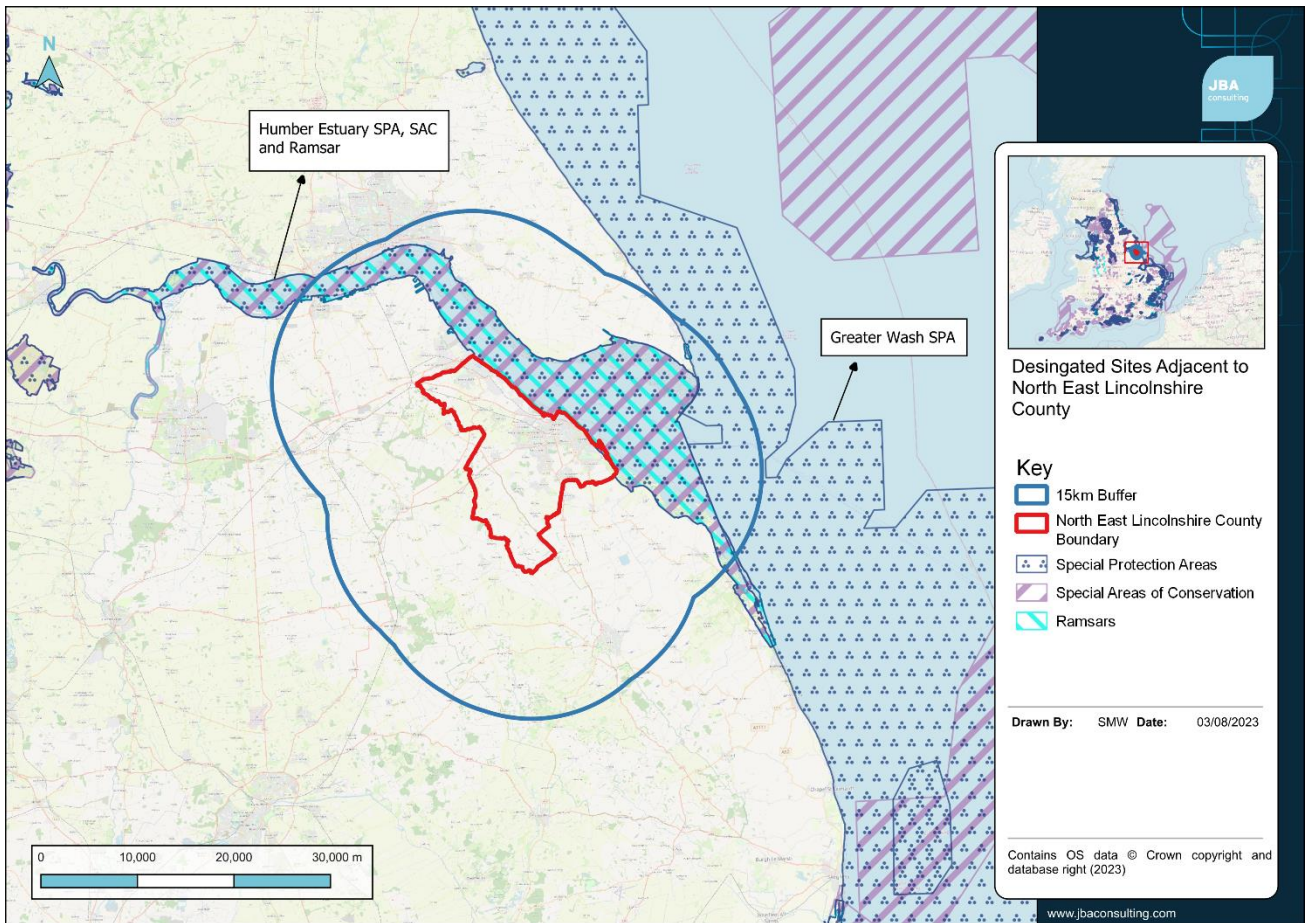 N
Humber Estuary SPA, SAC
and Ramsar
Greater Wash SPA
0 10,000 20,000 30,000 m
JBA
consulting
Desingated Sites Adjacent to
North East Lincolnshire
County
Key
15km Buffer
North East Lincolnshire County
Boundary
Special Protection Areas
Special Areas of Conservation
Ramsars
Drawn By: SMW Date: 03/08/2023
Contains OS data © Crown copyright and
database right (2023)
www.jbaconsulting.com